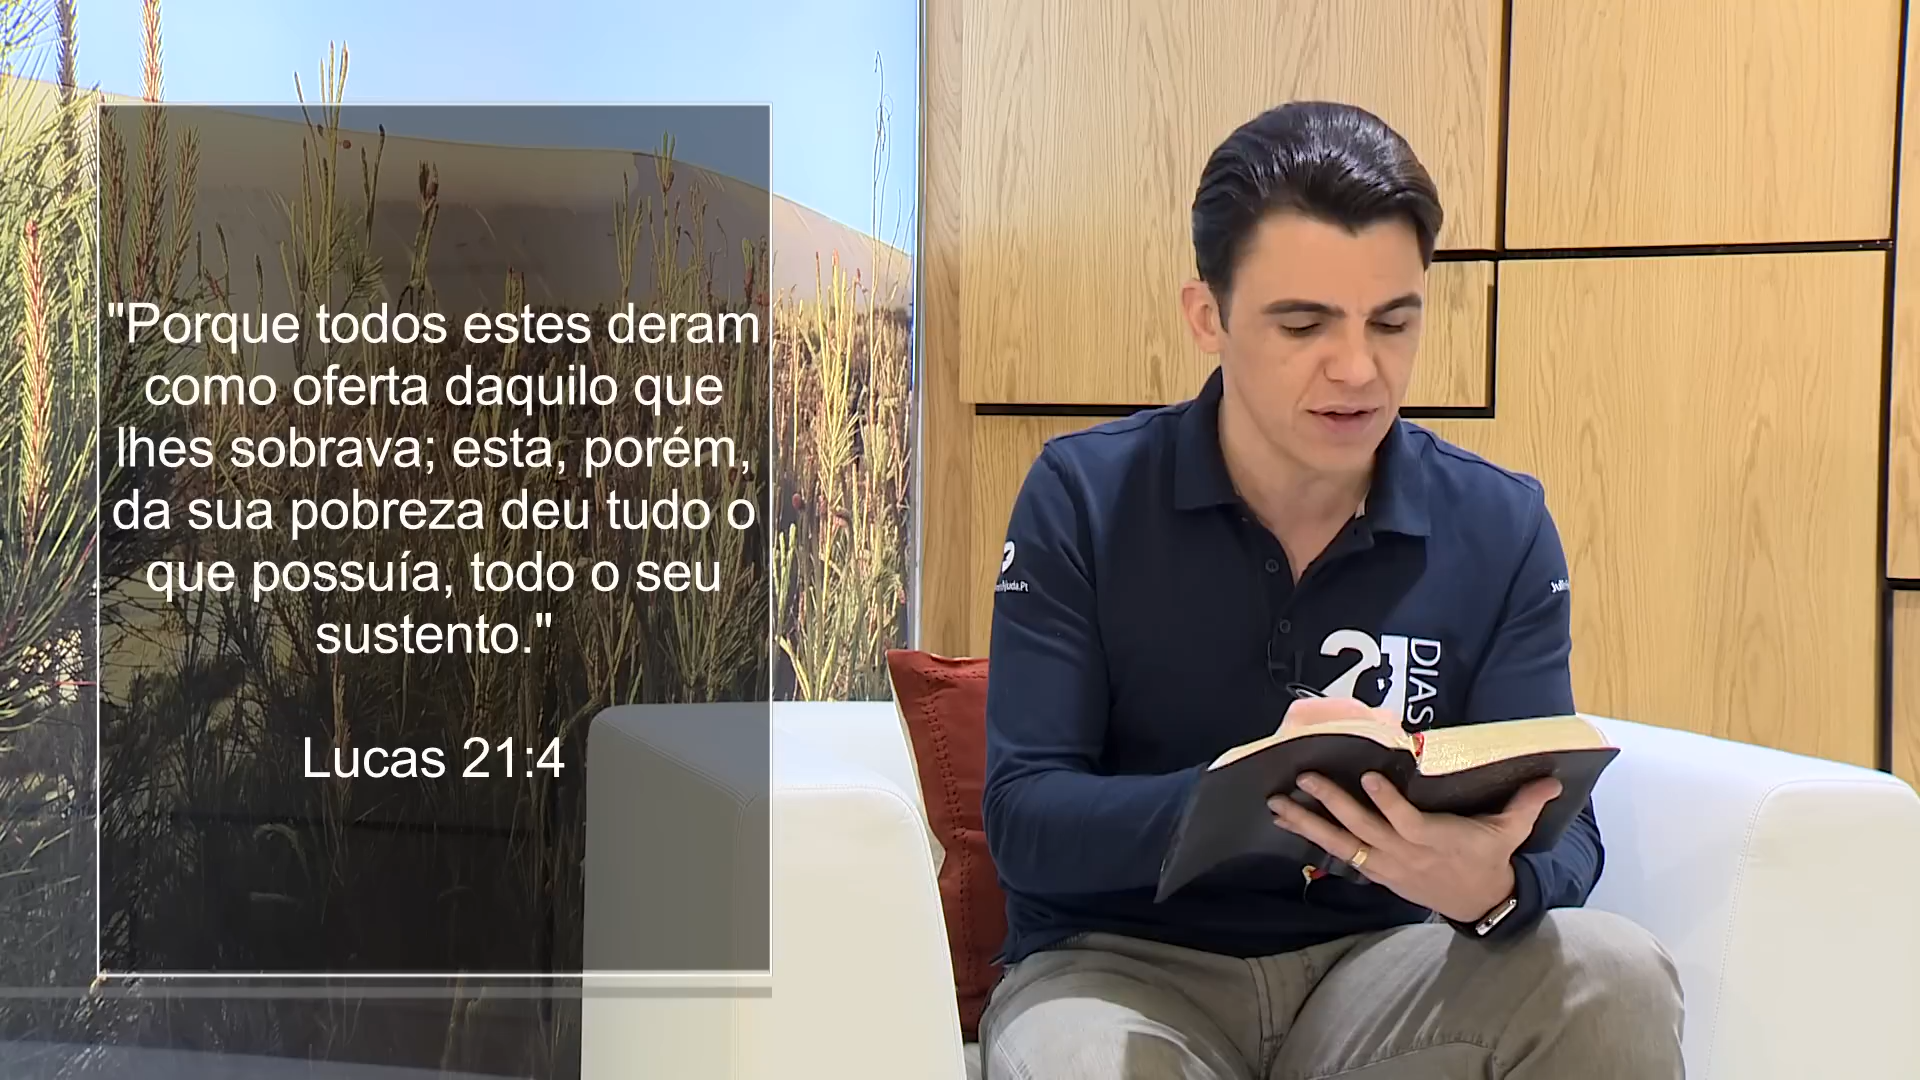 "Porque todos estes deram
como oferta daquilo que
lhes sobrava; esta, porém,
da sua pobreza deu tudo o
que possuía, todo o seu
sustento."
Lucas 21:4
21
DIAS